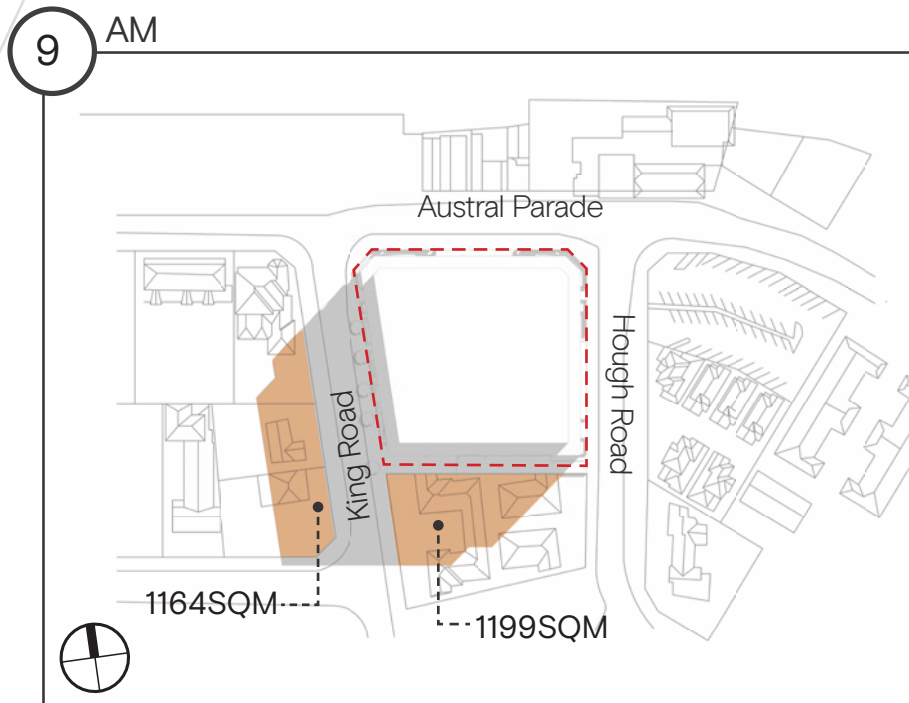 9 AM
Austral Parade
Hough Road
King Road
1164SQM
1199SQM